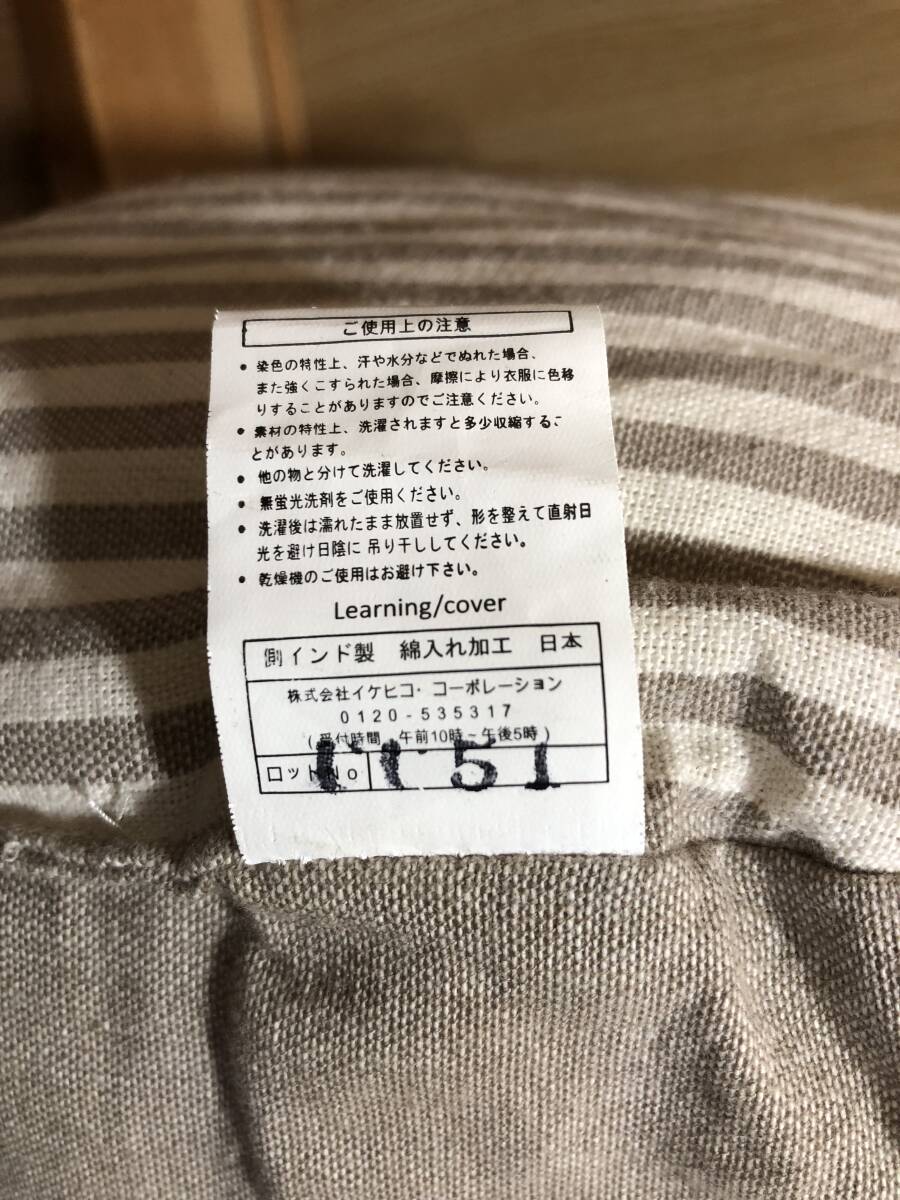 ご使用上の注意
• 染色の特性上、汗や水分などでぬれた場合、
また強くこすられた場合、摩擦により衣服に色移
りすることがありますのでご注意ください。
• 素材の特性上、洗濯されますと多少収縮するこ
とがあります。
• 他の物と分けて洗濯してください。
• 無蛍光洗剤をご使用ください。
• 洗濯後は濡れたまま放置せず、形を整えて直射日
光を避け日陰に 吊り干ししてください。
• 乾燥機のご使用はお避け下さい。
Learning/cover
側 インド製 綿入れ加工 日本
株式会社イケヒコ・コーポレーション
0120-535317
(受付時間 午前10時~午後5時)
ロットNo